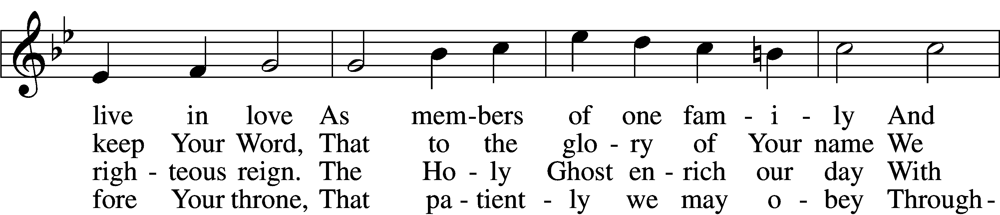 live in love As mem-bers of one fam - i - ly And
keep Your Word, That to the glo - ry of Your name We
righ - teous reign. The Ho - ly Ghost en - rich our day With
fore Your throne, That pa - tient - ly we may o - bey Through -